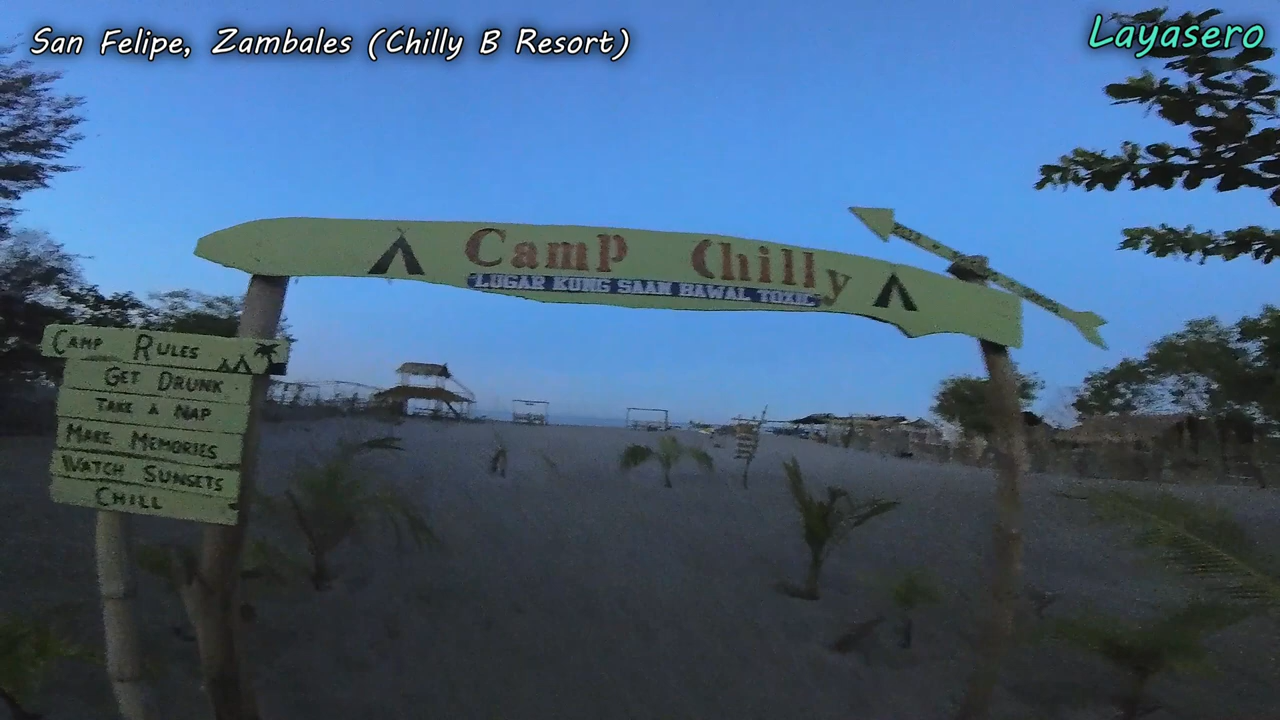 San Felipe, Zambales (Chilly B Resort)
Layasero
Camp Chilly
"LUGAR KUNG SAAN BAWAL TOXIC"
CAMP RULES
GET DRUNK
TAKE A NAP
MAKE MEMORIES
WATCH SUNSETS
CHILL